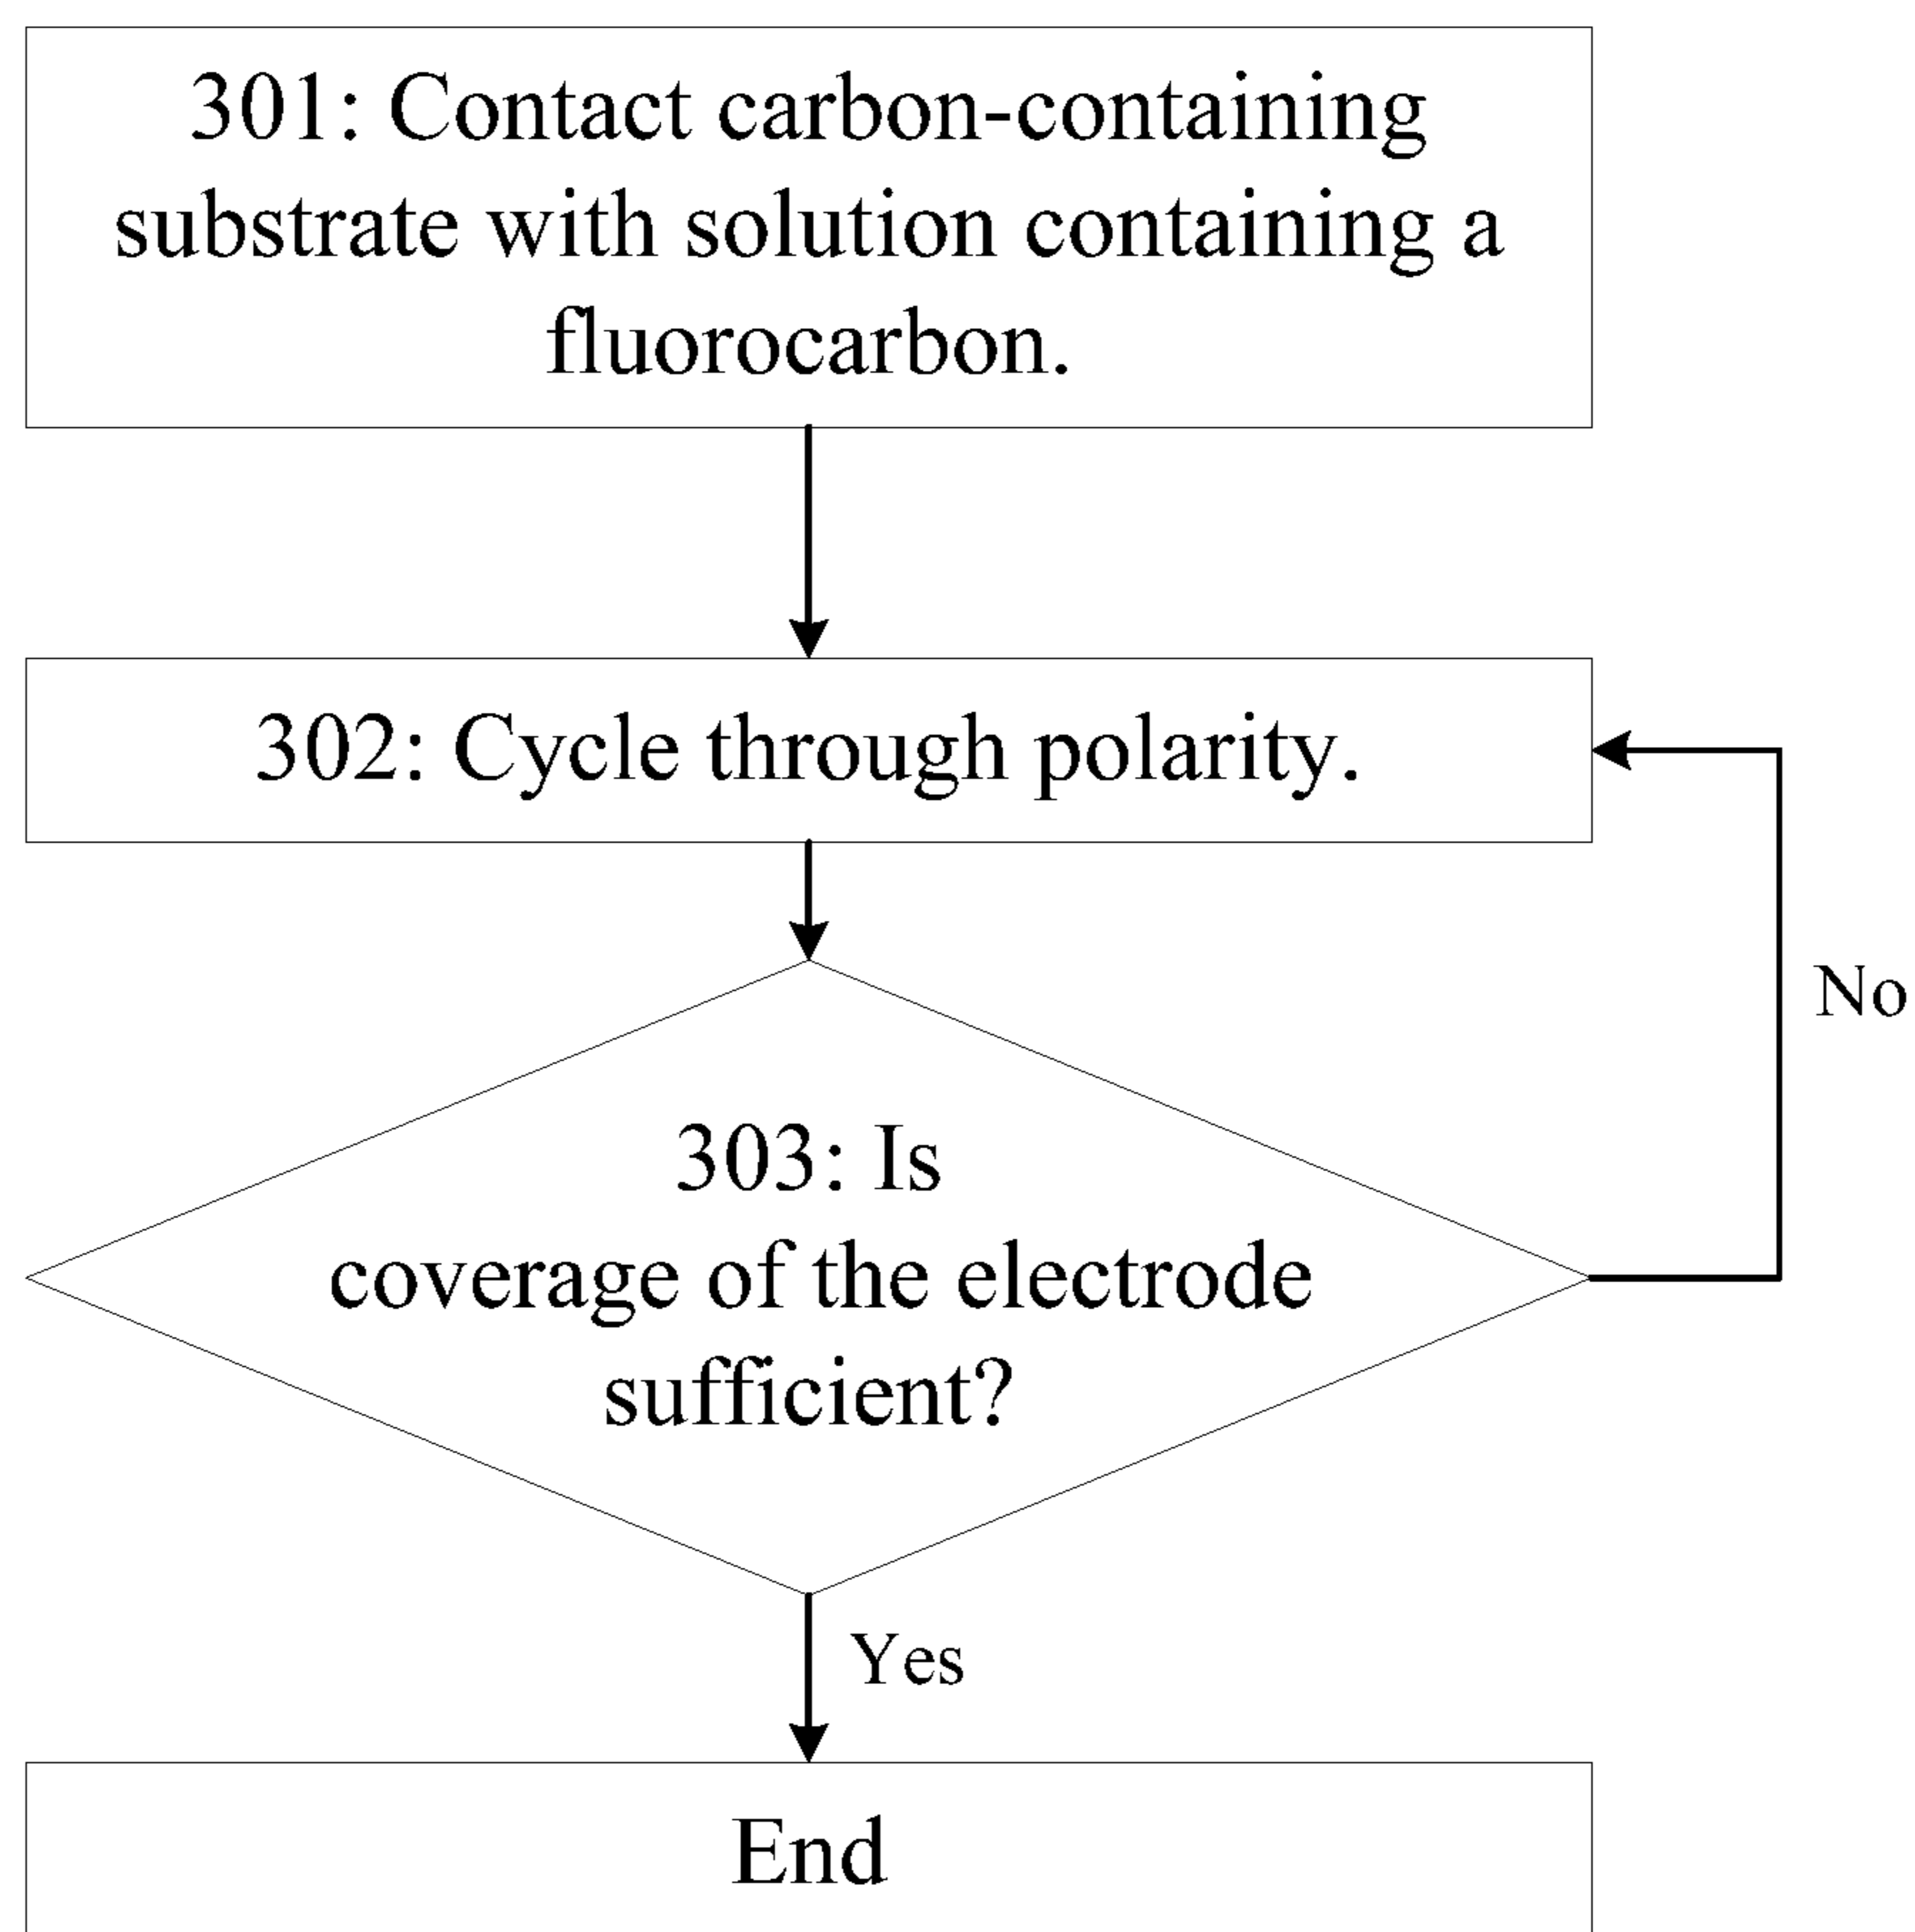 301: Contact carbon-containing
substrate with solution containing a
fluorocarbon.
302: Cycle through polarity.
No
303: Is
coverage of the electrode
sufficient?
Yes
End